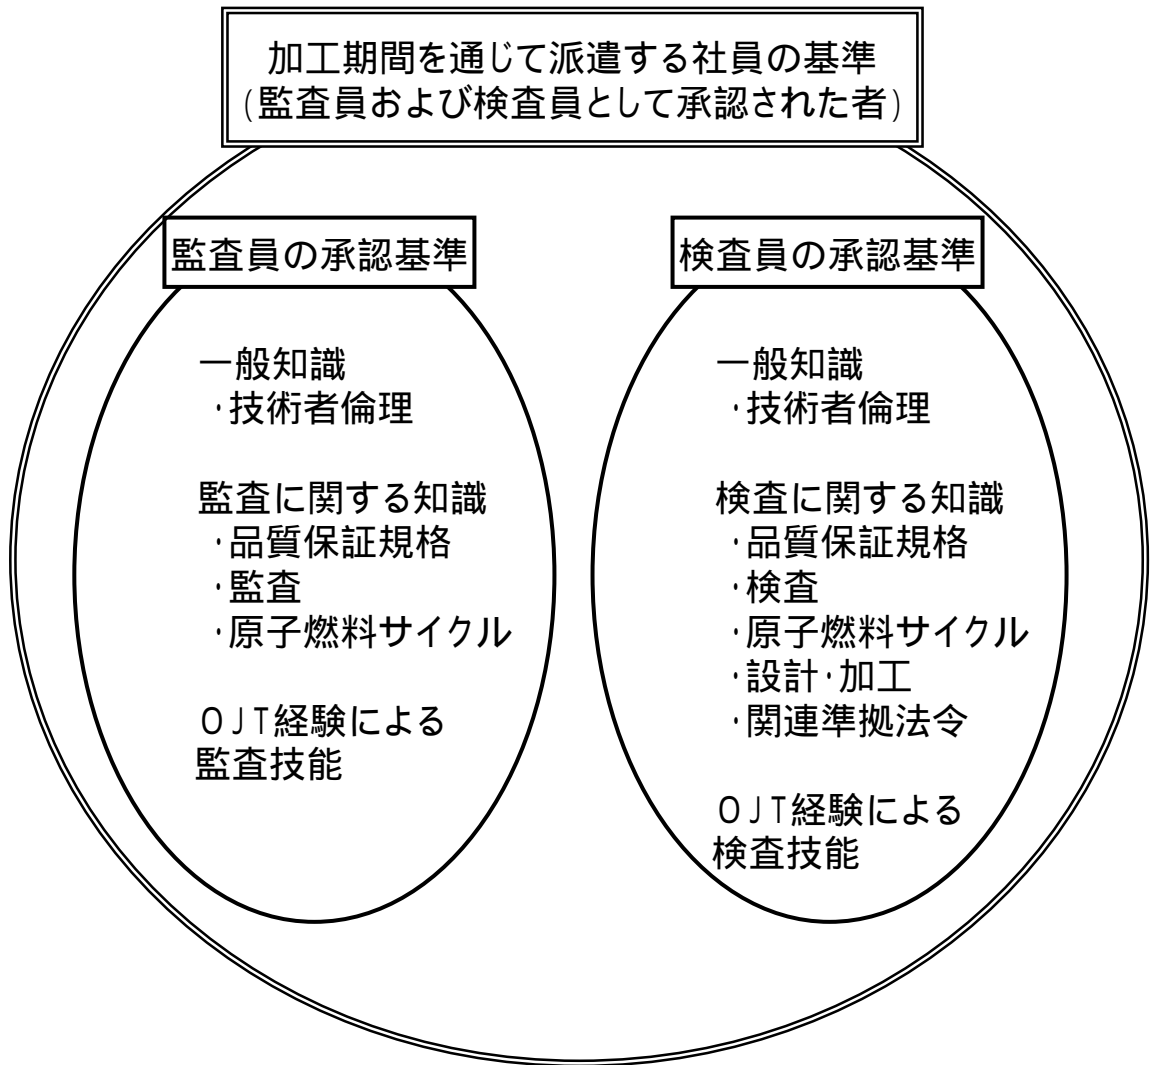 加工期間を通じて派遣する社員の基準
(監査員および検査員として承認された者)
監査員の承認基準
一般知識
・技術者倫理
監査に関する知識
・品質保証規格
・監査
・原子燃料サイクル
OJT経験による
監査技能
検査員の承認基準
一般知識
・技術者倫理
検査に関する知識
・品質保証規格
・検査
・原子燃料サイクル
・設計・加工
・関連準拠法令
OJT経験による
検査技能